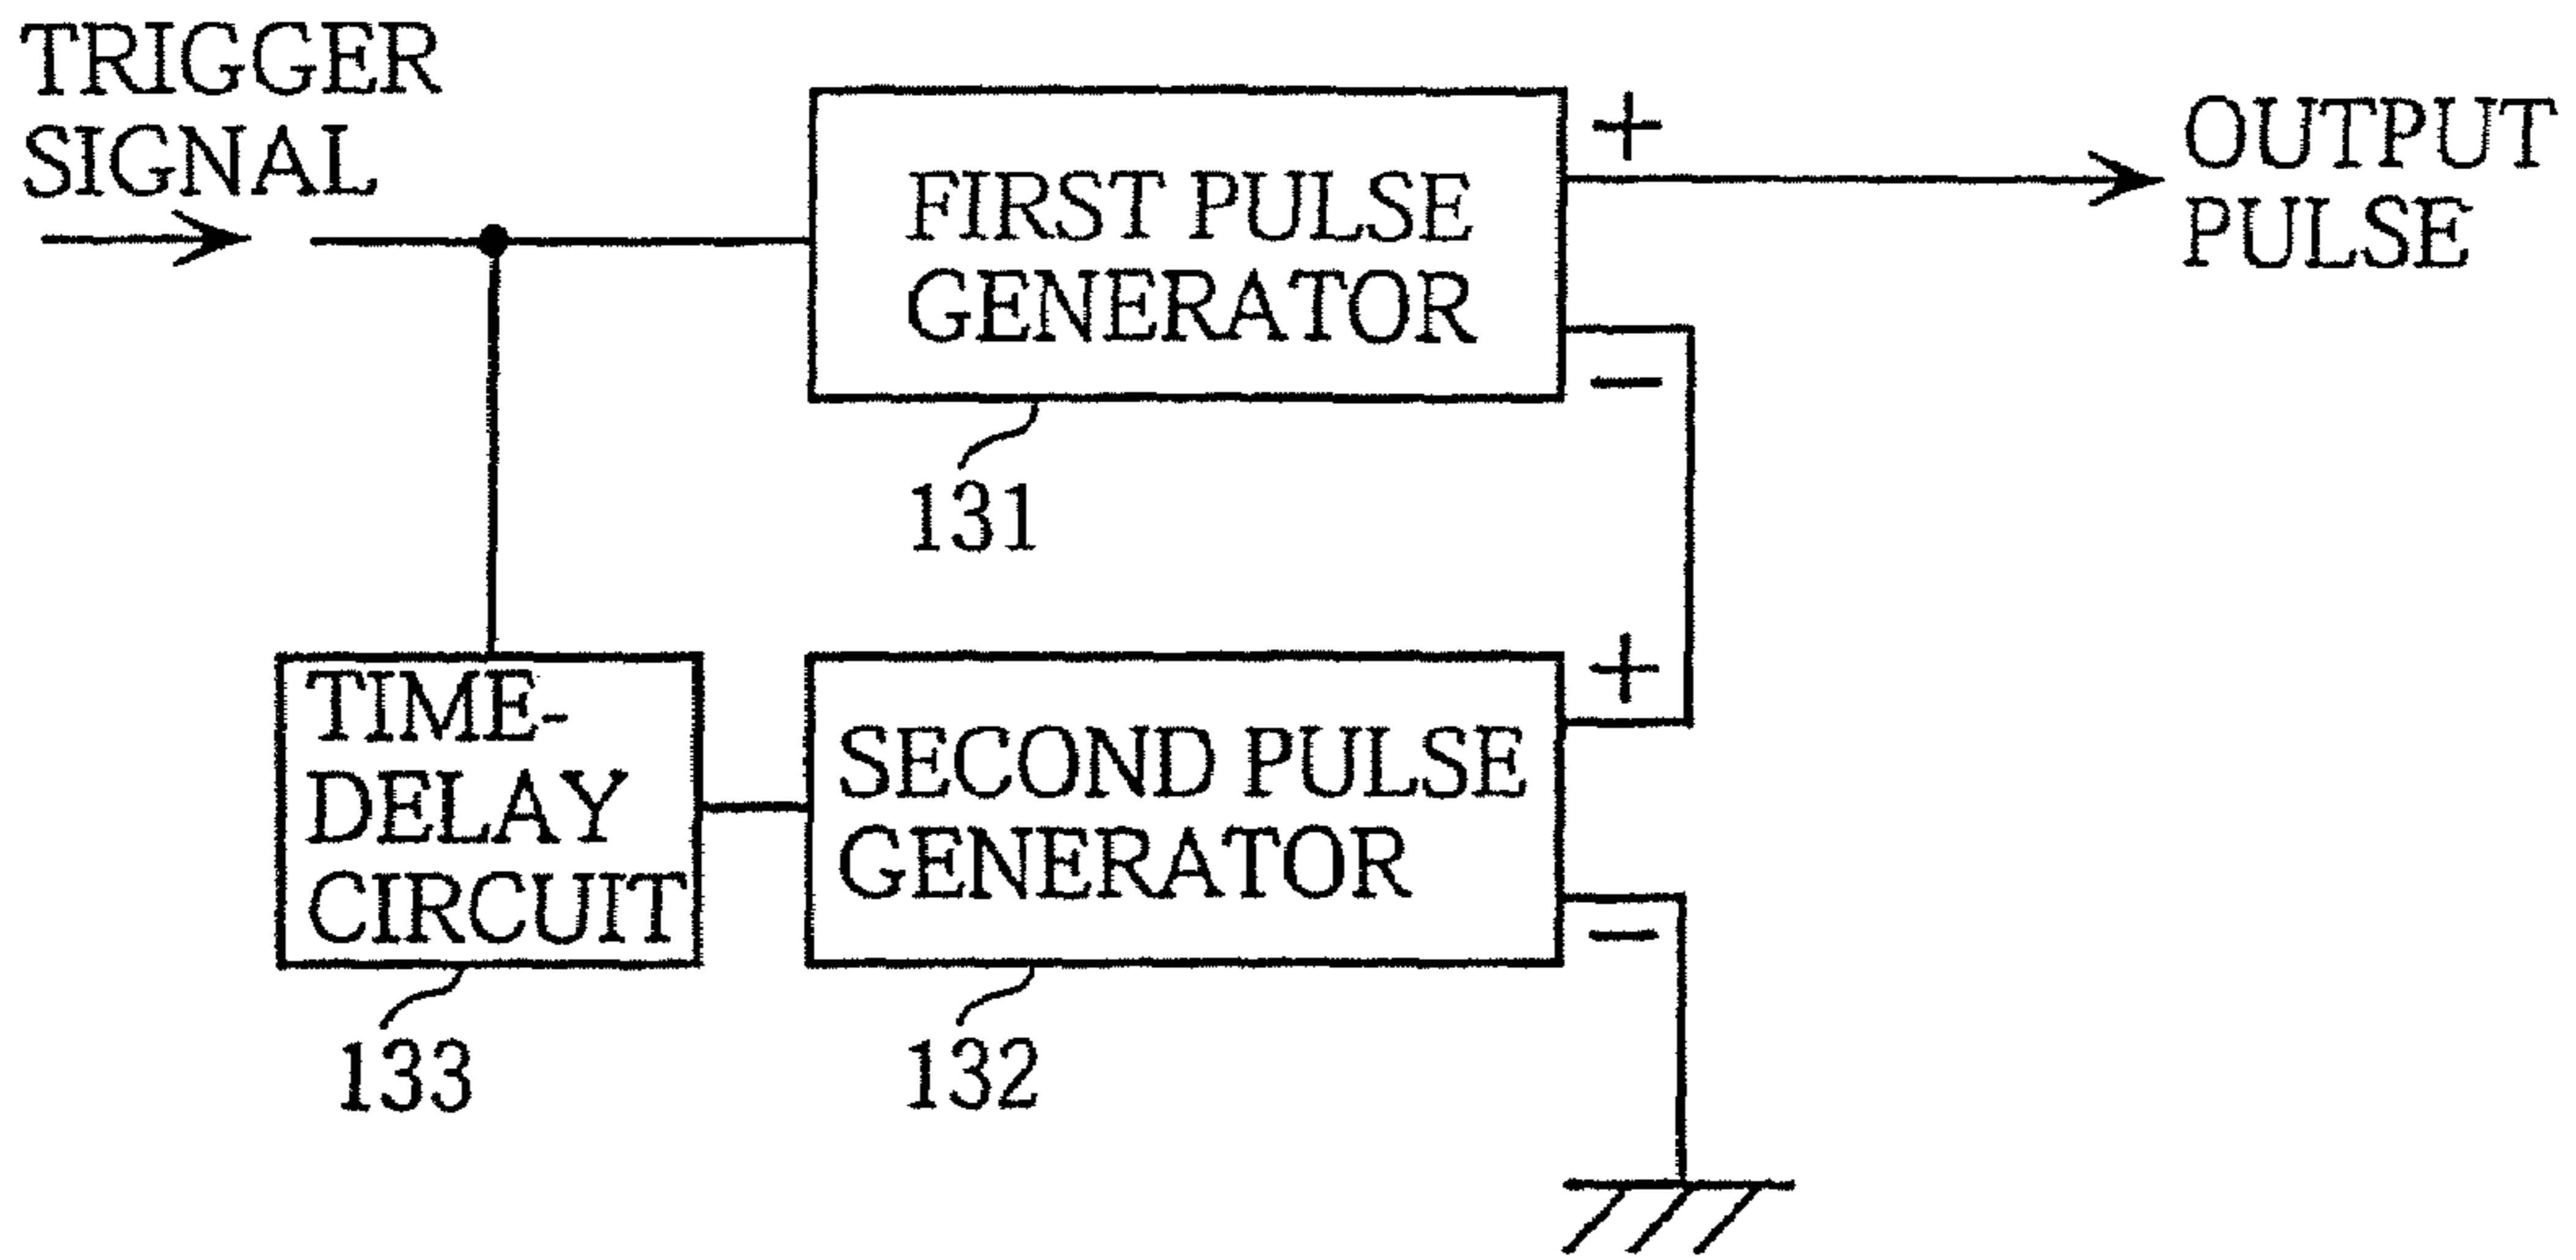 TRIGGER
SIGNAL
FIRST PULSE
GENERATOR
+
−
OUTPUT
PULSE
131
TIME-
DELAY
CIRCUIT
SECOND PULSE
GENERATOR
+
−
133
132